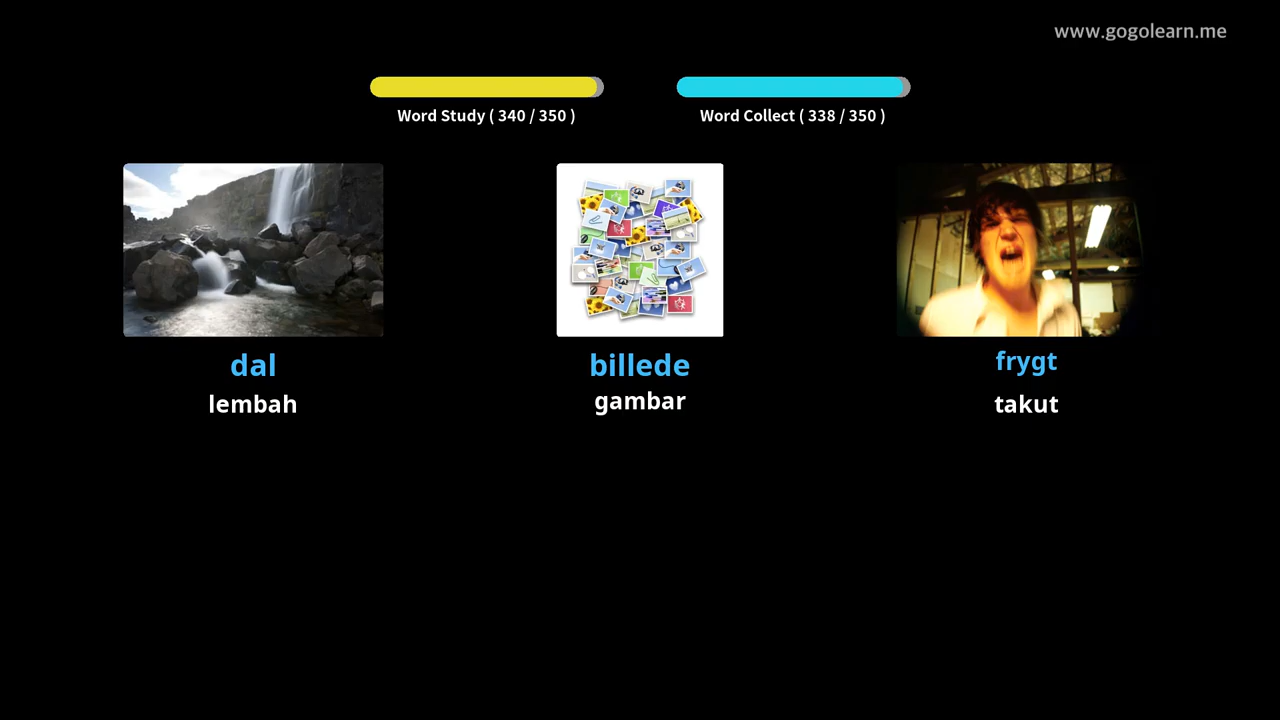 www.gogolearn.me
Word Study ( 340 / 350 )
Word Collect ( 338 / 350 )
dal
lembah
billede
gambar
frygt
takut